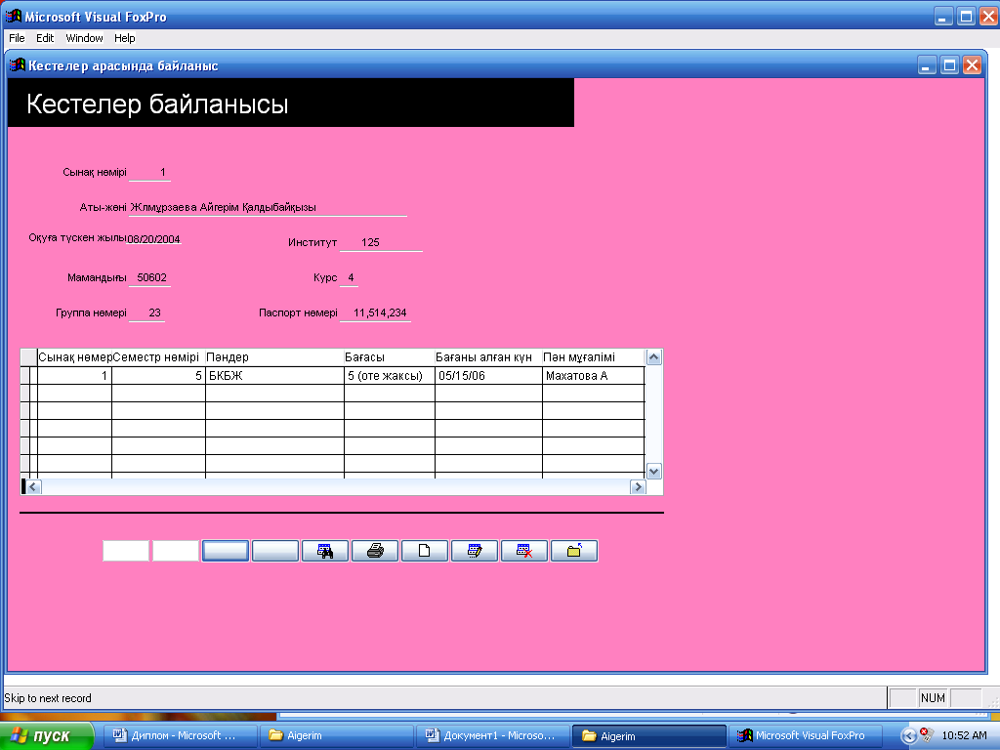 Microsoft Visual FoxPro
File Edit Window Help
Кестелер арасында байланыс
Кестелер байланысы
Сынақ нөмірі 1
Аты-жөні Жлмұрзаева Айгерім Қалдыбайқызы
Оқуға түскен жылы 08/20/2004 Институт 125
Мамандығы 50602 Курс 4
Группа нөмері 23 Паспорт нөмері 11,514,234
Сынақ нөмер Семестр нөмірі Пәндер Бағасы Бағаны алған күн Пән мұғалімі
1 5 БКБЖ 5 (оте жаксы) 05/15/06 Махатова А
Skip to next record NUM
пуск Диплом - Microsoft ... Aigerim Документ1 - Microso... Aigerim Microsoft Visual FoxPro 10:52 AM